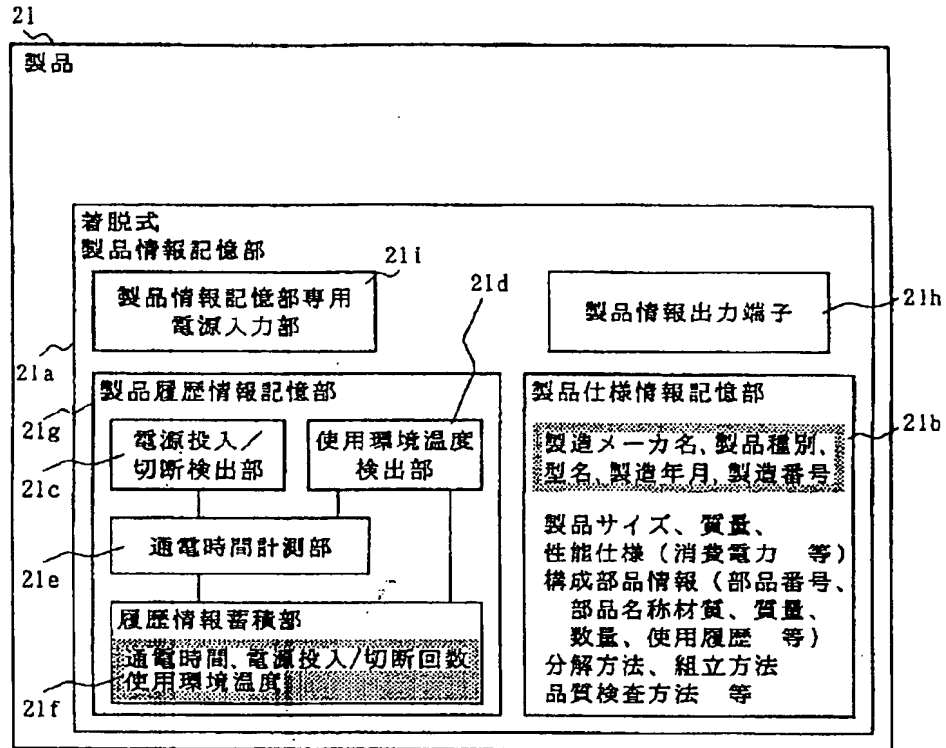 21
製品
着脱式
製品情報記憶部
21i
製品情報記憶部専用
電源入力部
21d
製品情報出力端子
21h
21a
製品履歴情報記憶部
21g
電源投入／
切断検出部
使用環境温度
検出部
21c
通電時間計測部
21e
履歴情報蓄積部
通電時間、電源投入/切断回数
使用環境温度
21f
製品仕様情報記憶部
21b
製造メーカ名、製品種別、
型名、製造年月、製造番号
製品サイズ、質量、
性能仕様（消費電力　等）
構成部品情報（部品番号、
部品名称材質、質量、
数量、使用履歴　等）
分解方法、組立方法
品質検査方法　等